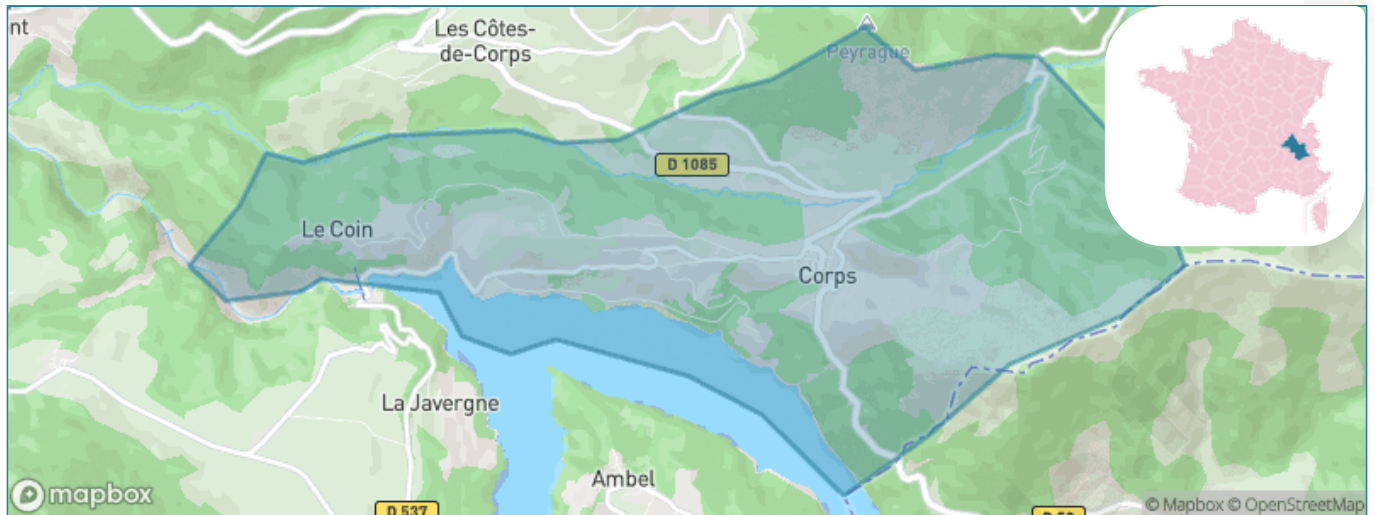 nt
Les Côtes-
de-Corps
Peyrague
D 1085
Le Coin
Corps
La Javergne
Ambel
mapbox
D 537
© Mapbox © OpenStreetMap